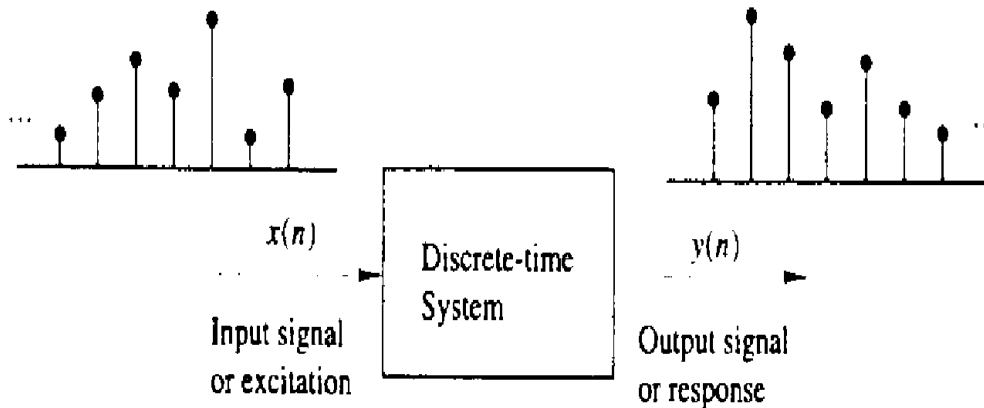 ...
x(n)
Input signal
or excitation
Discrete-time
System
y(n)
Output signal
or response
...